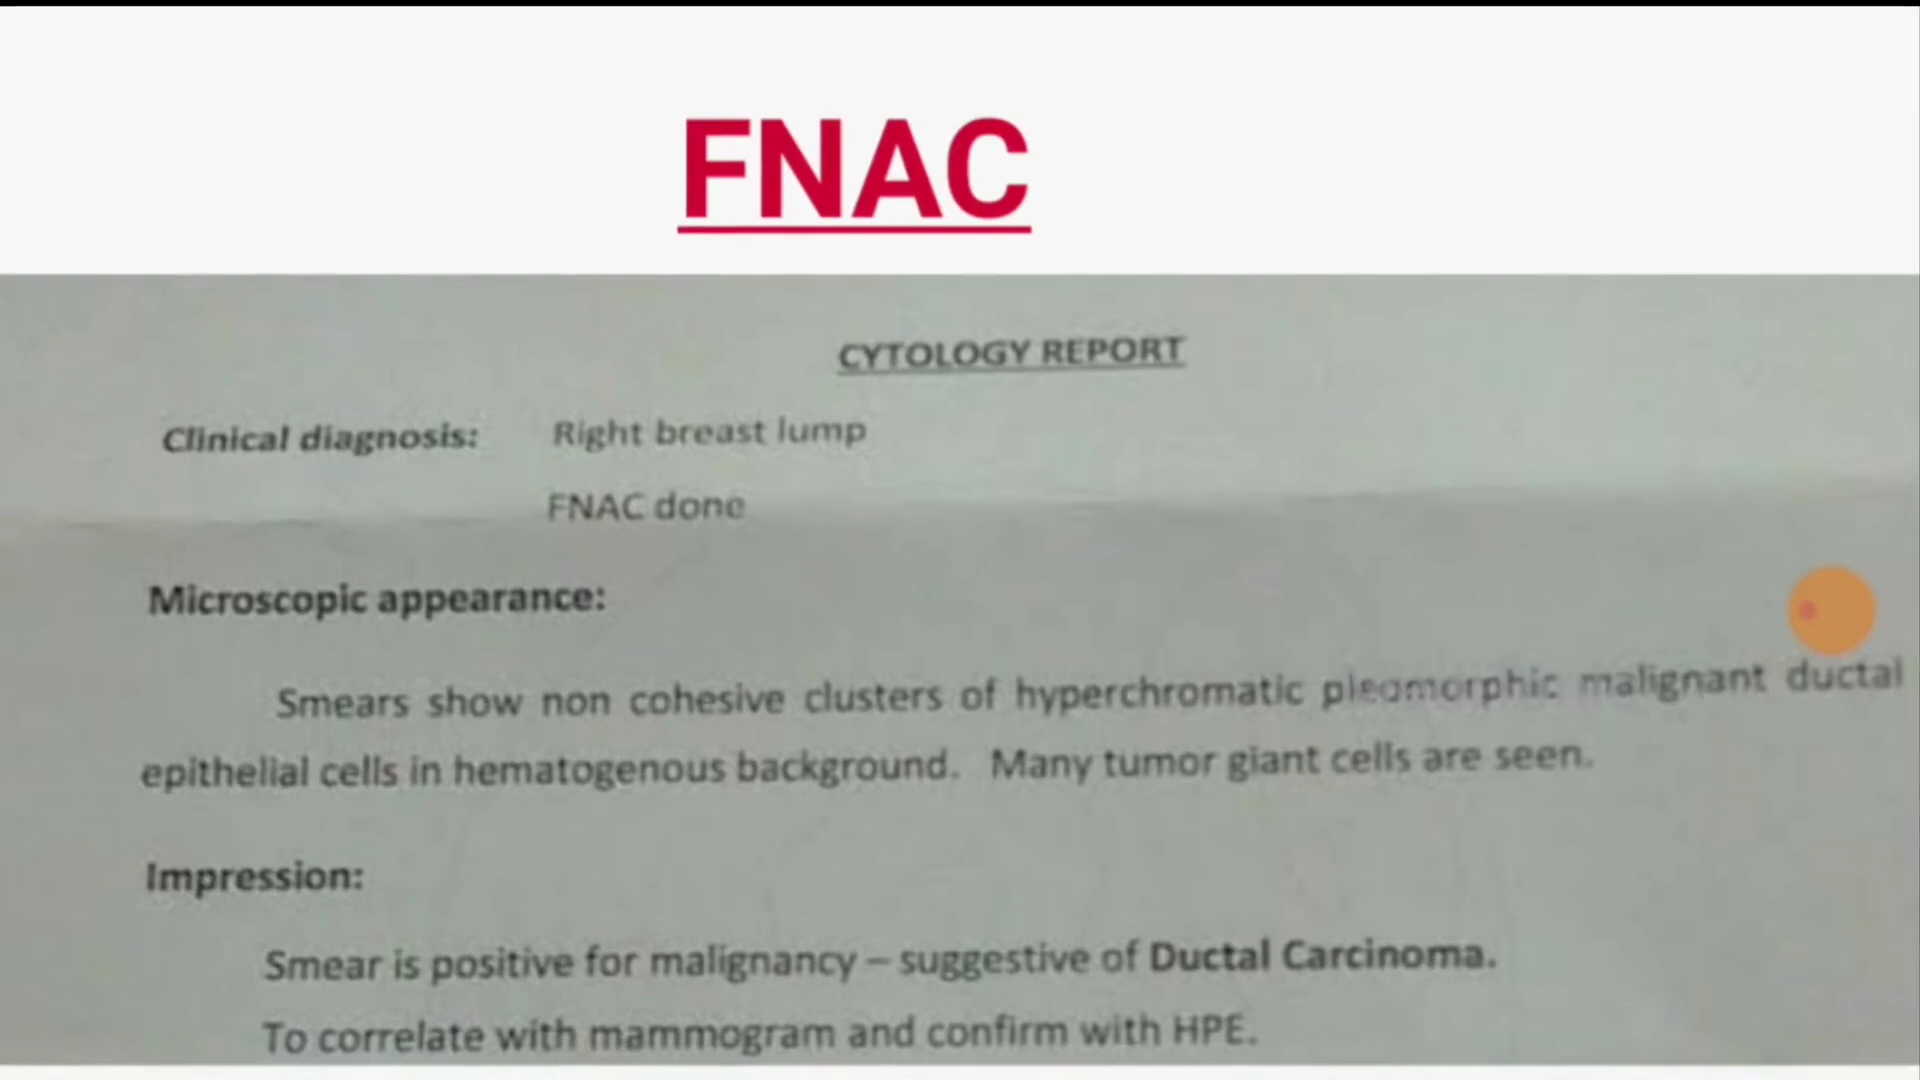 FNAC
CYTOLOGY REPORT
Clinical diagnosis: Right breast lump
FNAC done
Microscopic appearance:
Smears show non cohesive clusters of hyperchromatic pleomorphic malignant ductal
epithelial cells in hematogenous background. Many tumor giant cells are seen.
Impression:
Smear is positive for malignancy – suggestive of Ductal Carcinoma.
To correlate with mammogram and confirm with HPE.